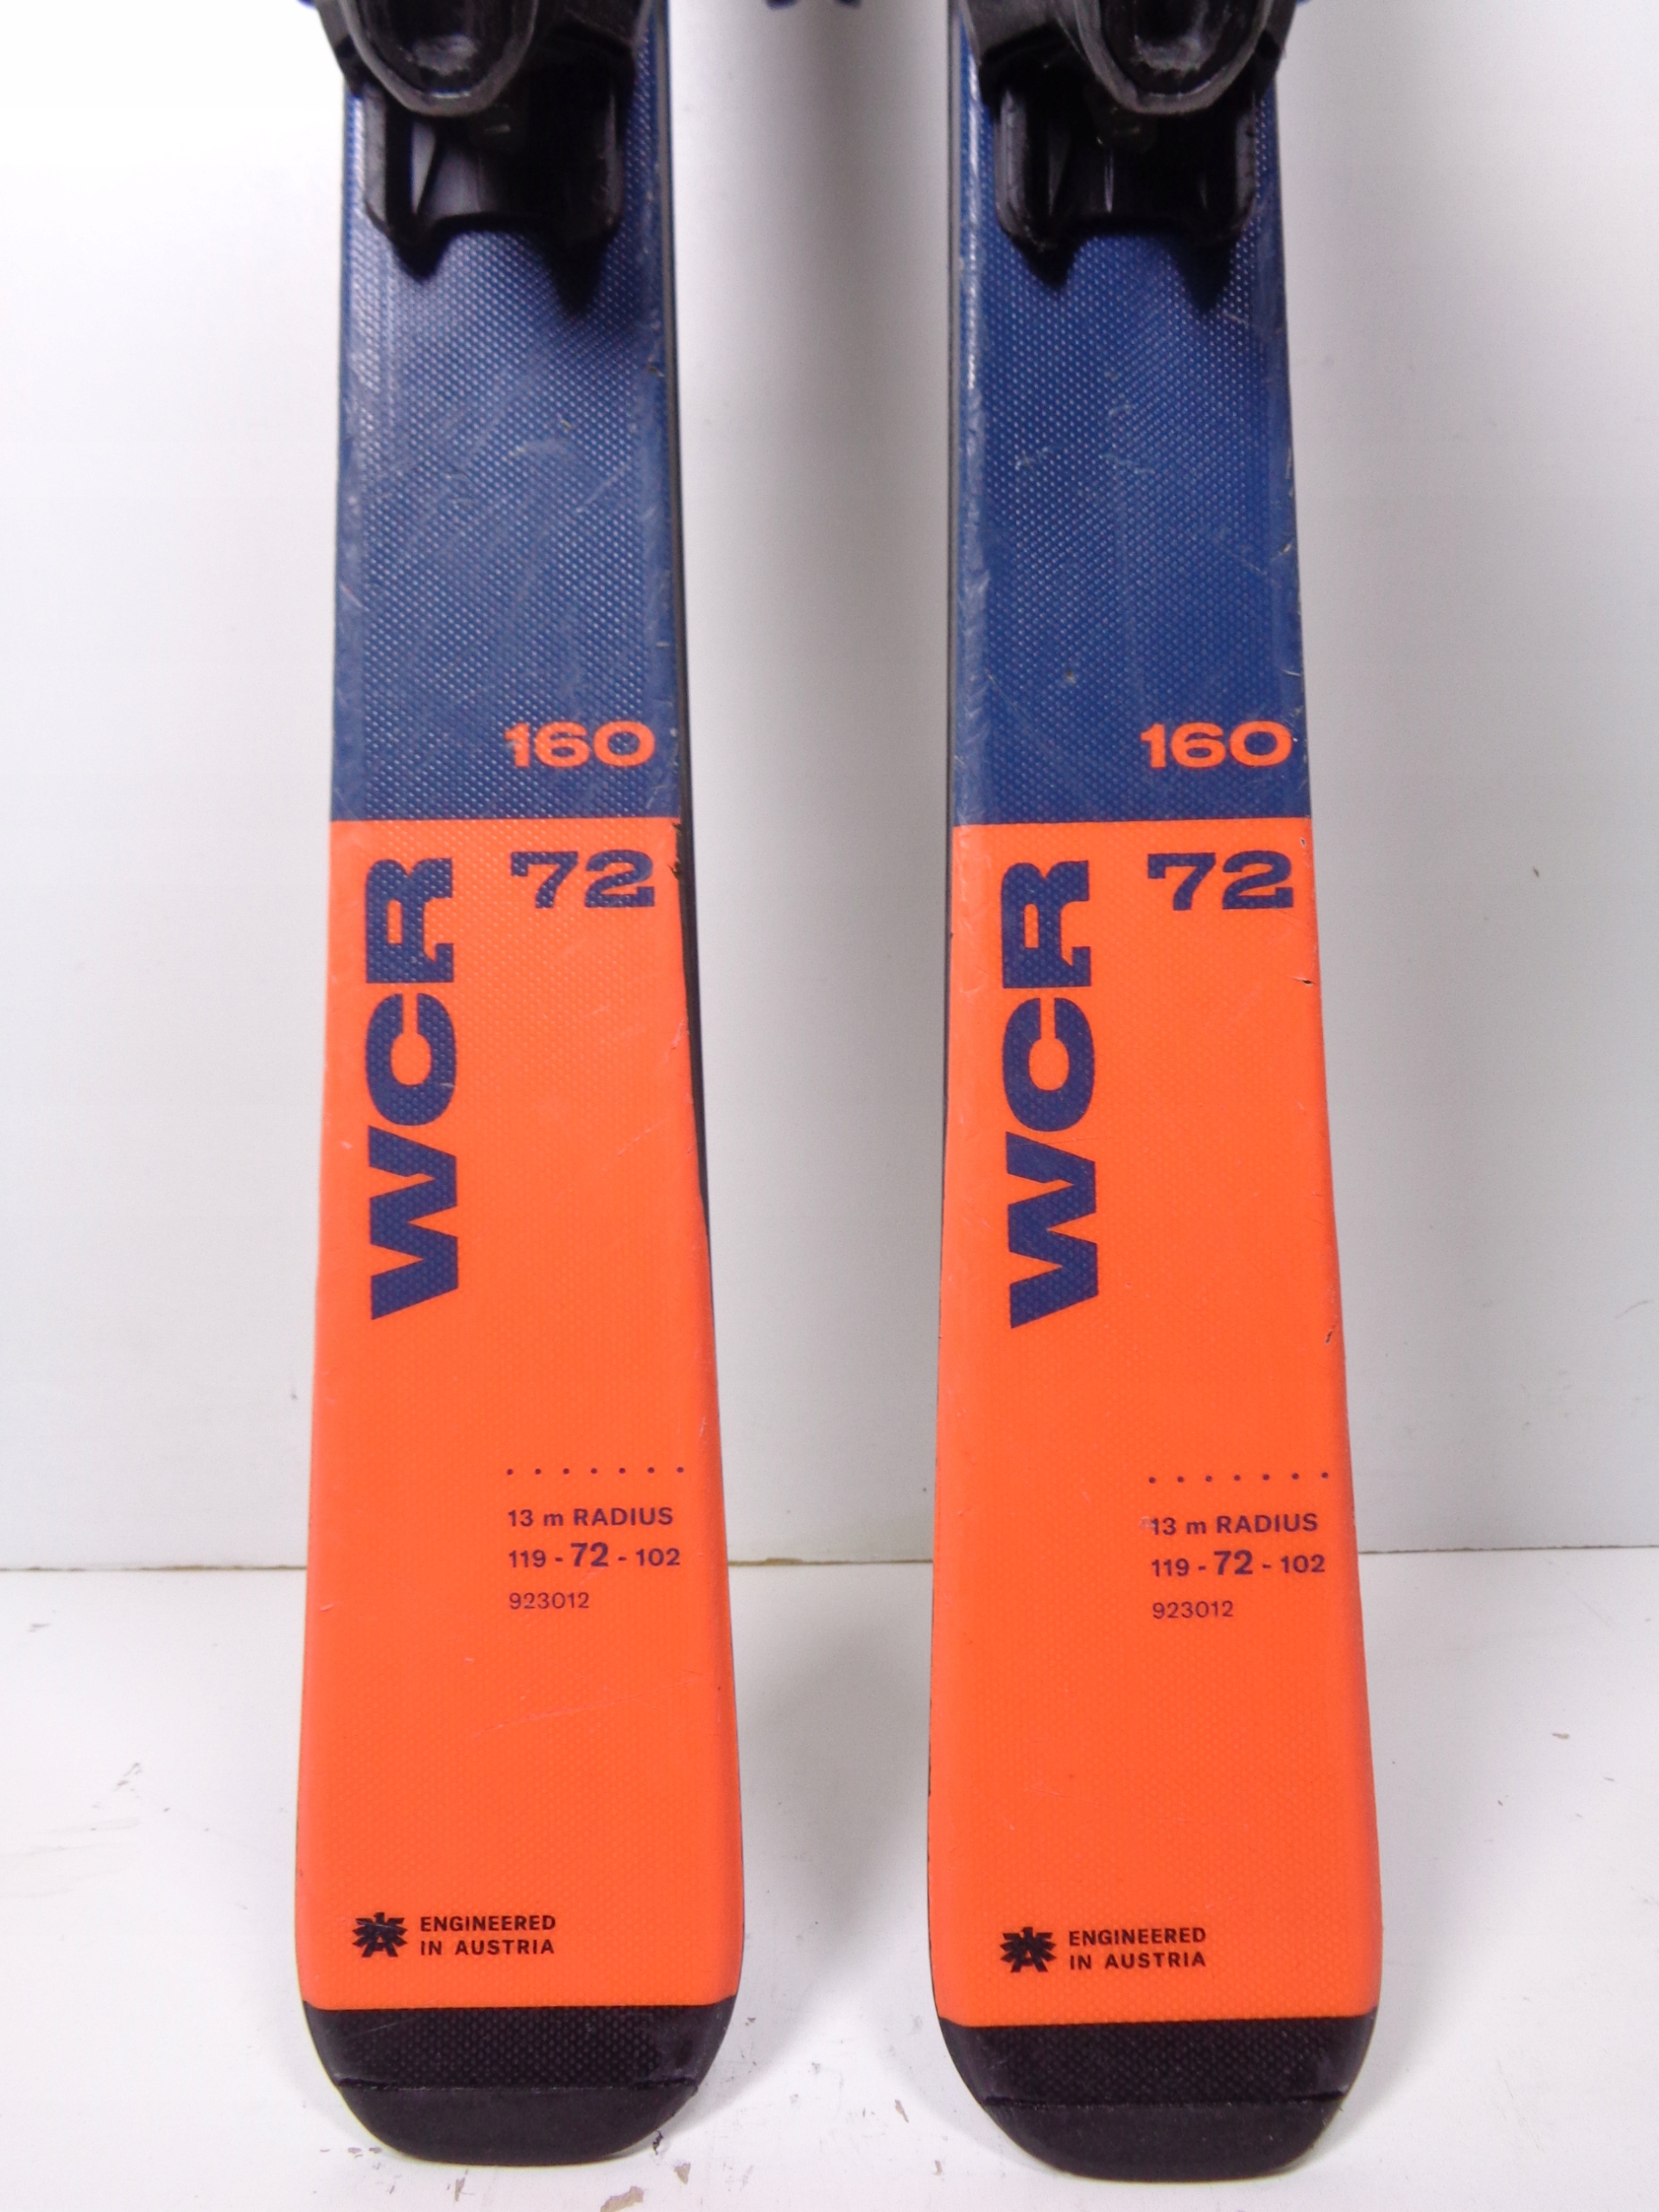 160
72
WCR
13 m RADIUS
119 - 72 - 102
923012
ENGINEERED
IN AUSTRIA
160
72
WCR
13 m RADIUS
119 - 72 - 102
923012
ENGINEERED
IN AUSTRIA